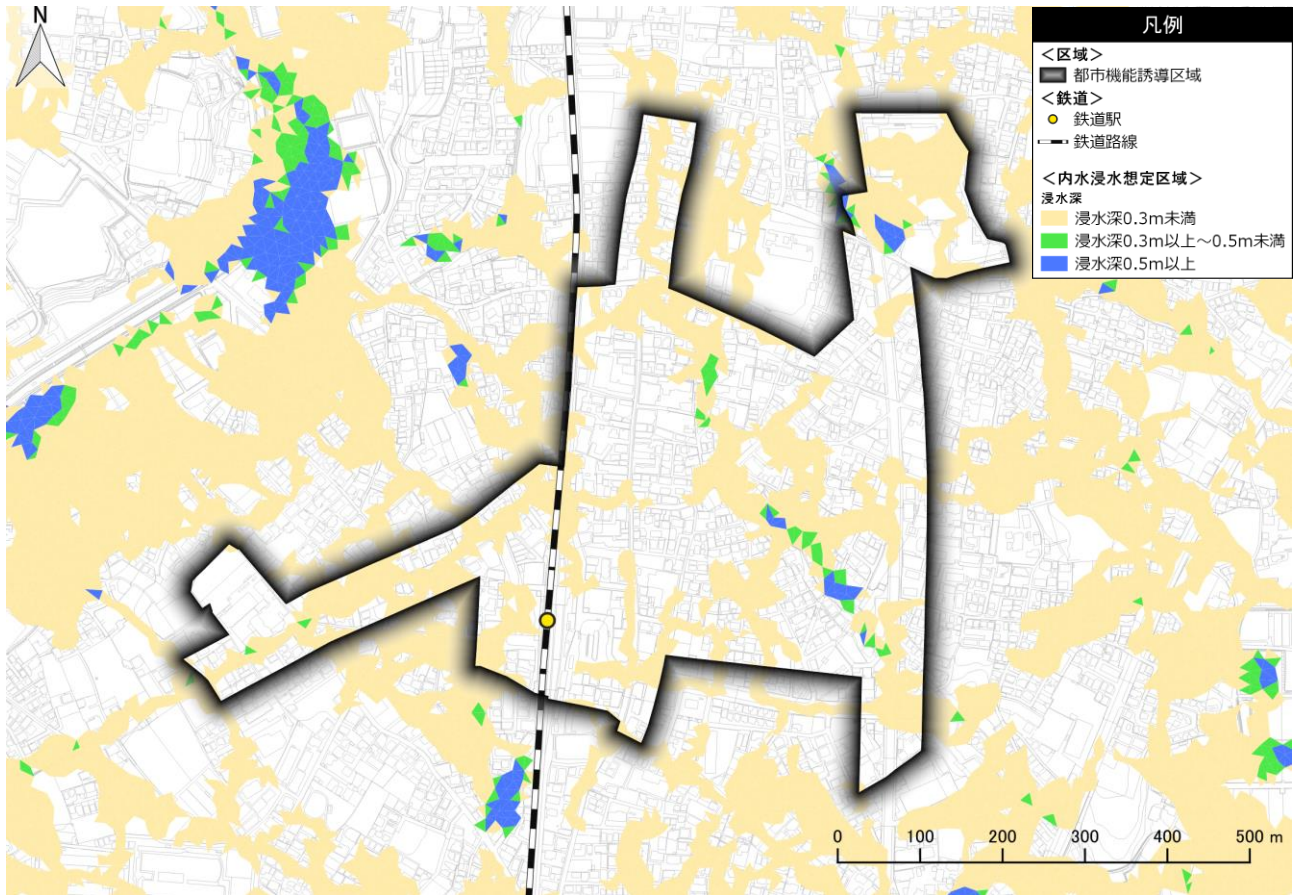 N
凡例
＜区域＞
都市機能誘導区域
＜鉄道＞
鉄道駅
鉄道路線
＜内水浸水想定区域＞
浸水深
浸水深0.3m未満
浸水深0.3m以上～0.5m未満
浸水深0.5m以上
0 100 200 300 400 500 m